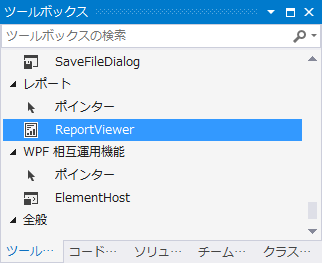 ツールボックス
ツールボックスの検索
SaveFileDialog
レポート
ポインター
ReportViewer
WPF 相互運用機能
ポインター
ElementHost
全般
ツール… コード… ソリュ… チーム… クラス…